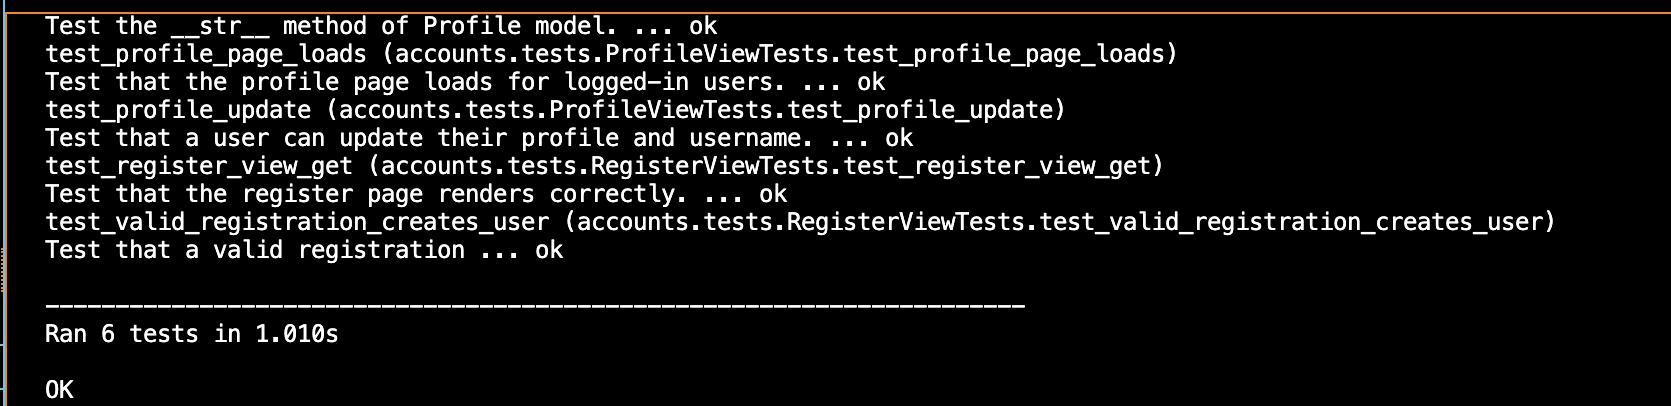 Test the __str__ method of Profile model. ... ok
test_profile_page_loads (accounts.tests.ProfileViewTests.test_profile_page_loads)
Test that the profile page loads for logged-in users. ... ok
test_profile_update (accounts.tests.ProfileViewTests.test_profile_update)
Test that a user can update their profile and username. ... ok
test_register_view_get (accounts.tests.RegisterViewTests.test_register_view_get)
Test that the register page renders correctly. ... ok
test_valid_registration_creates_user (accounts.tests.RegisterViewTests.test_valid_registration_creates_user)
Test that a valid registration ... ok
----------------------------------------------------------------------
Ran 6 tests in 1.010s
OK